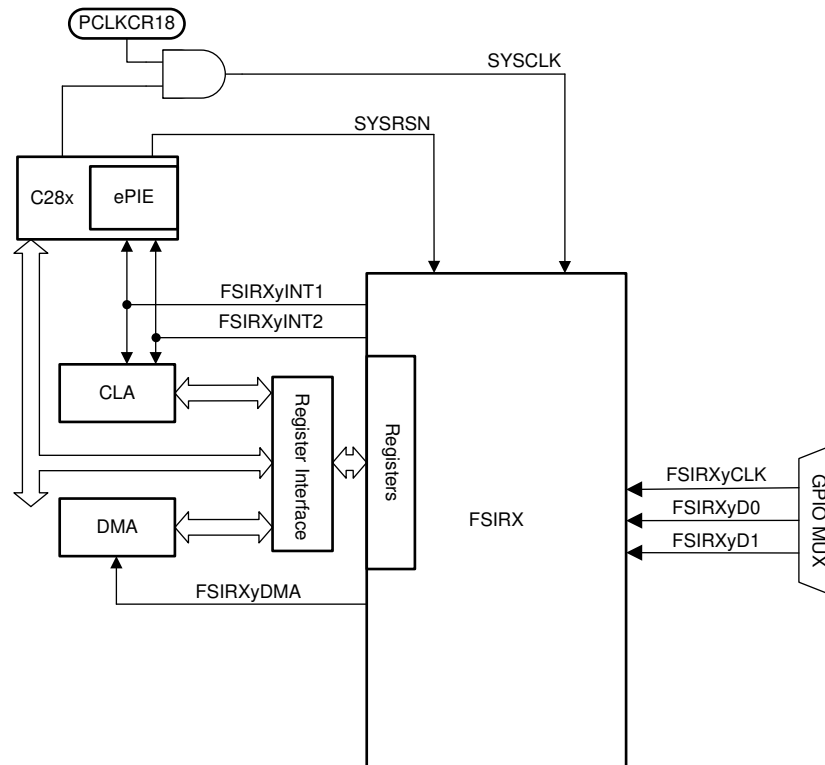 PCLKCR18
SYSCLK
SYSRSN
C28x
ePIE
FSIRXyINT1
FSIRXyINT2
CLA
Register Interface
Registers
FSIRX
DMA
FSIRXyDMA
FSIRXyCLK
FSIRXyD0
FSIRXyD1
GPIO MUX